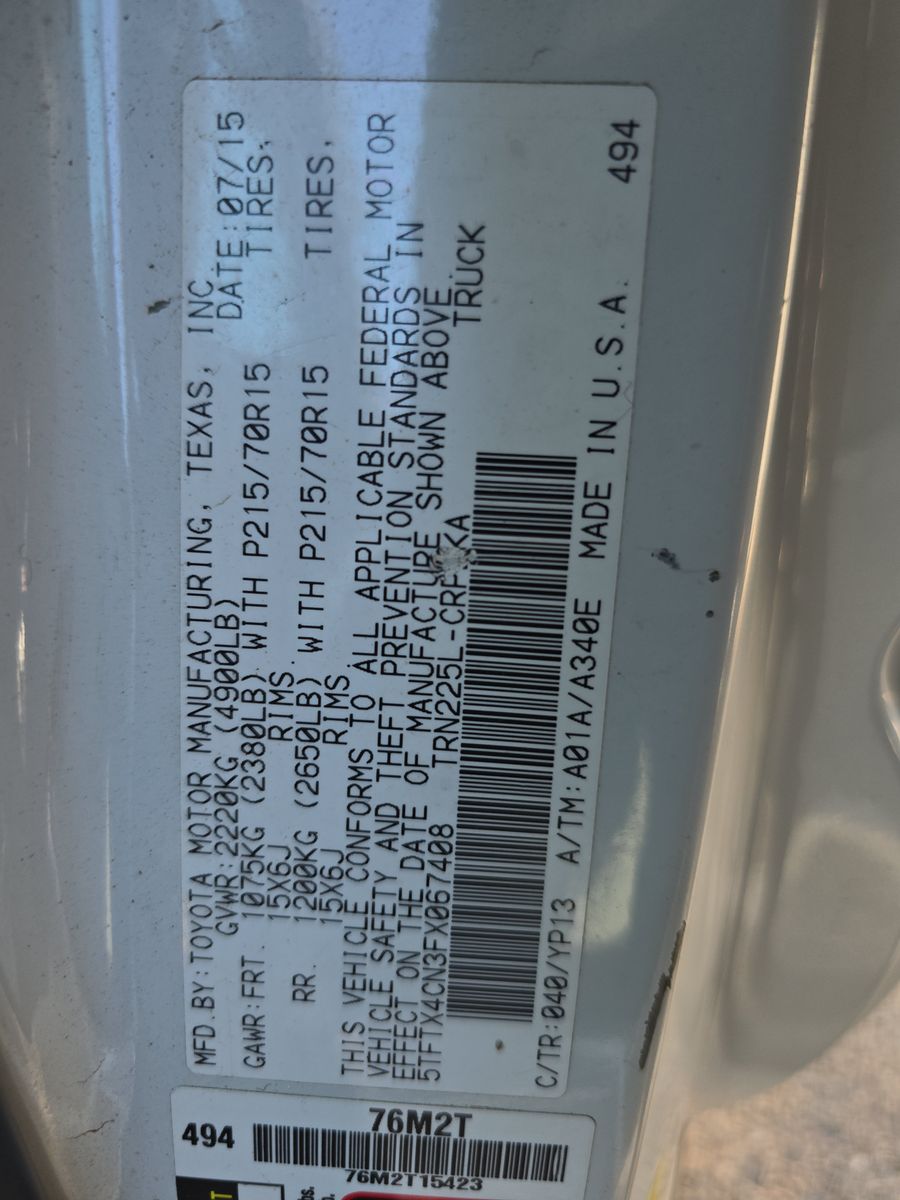 MFD.BY:TOYOTA MOTOR MANUFACTURING, TEXAS, INC.
GVWR:2220KG (4900LB) DATE:07/15
GAWR:FRT. 1075KG (2380LB) WITH P215/70R15 TIRES,
15X6J RIMS.
RR. 1200KG (2650LB) WITH P215/70R15 TIRES,
15X6J RIMS.
THIS VEHICLE CONFORMS TO ALL APPLICABLE FEDERAL MOTOR
VEHICLE SAFETY AND THEFT PREVENTION STANDARDS IN
EFFECT ON THE DATE OF MANUFACTURE SHOWN ABOVE.
5TFTX4CN3FX067408 TRUCK
C/TR:040/YP13 A/TM:A01A/A340E MADE IN U.S.A. 494
494 76M2T
76M2T15423